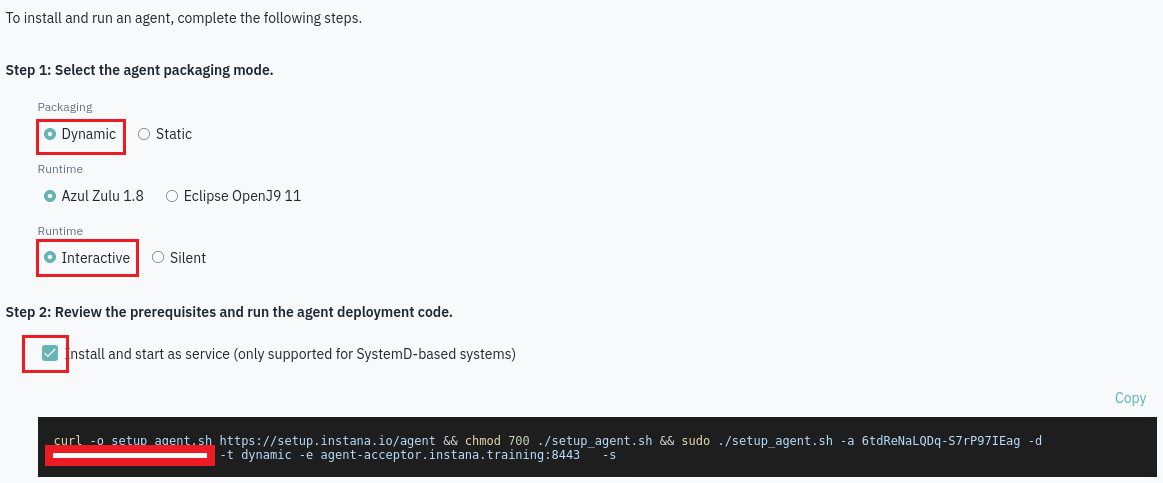 To install and run an agent, complete the following steps.
Step 1: Select the agent packaging mode.
Packaging
Dynamic Static
Runtime
Azul Zulu 1.8 Eclipse OpenJ9 11
Runtime
Interactive Silent
Step 2: Review the prerequisites and run the agent deployment code.
Install and start as service (only supported for SystemD-based systems)
Copy
curl -o setup_agent.sh https://setup.instana.io/agent && chmod 700 ./setup_agent.sh && sudo ./setup_agent.sh -a 6tdReNaLQDq-S7rP97IEag -d
-t dynamic -e agent-acceptor.instana.training:8443 -s